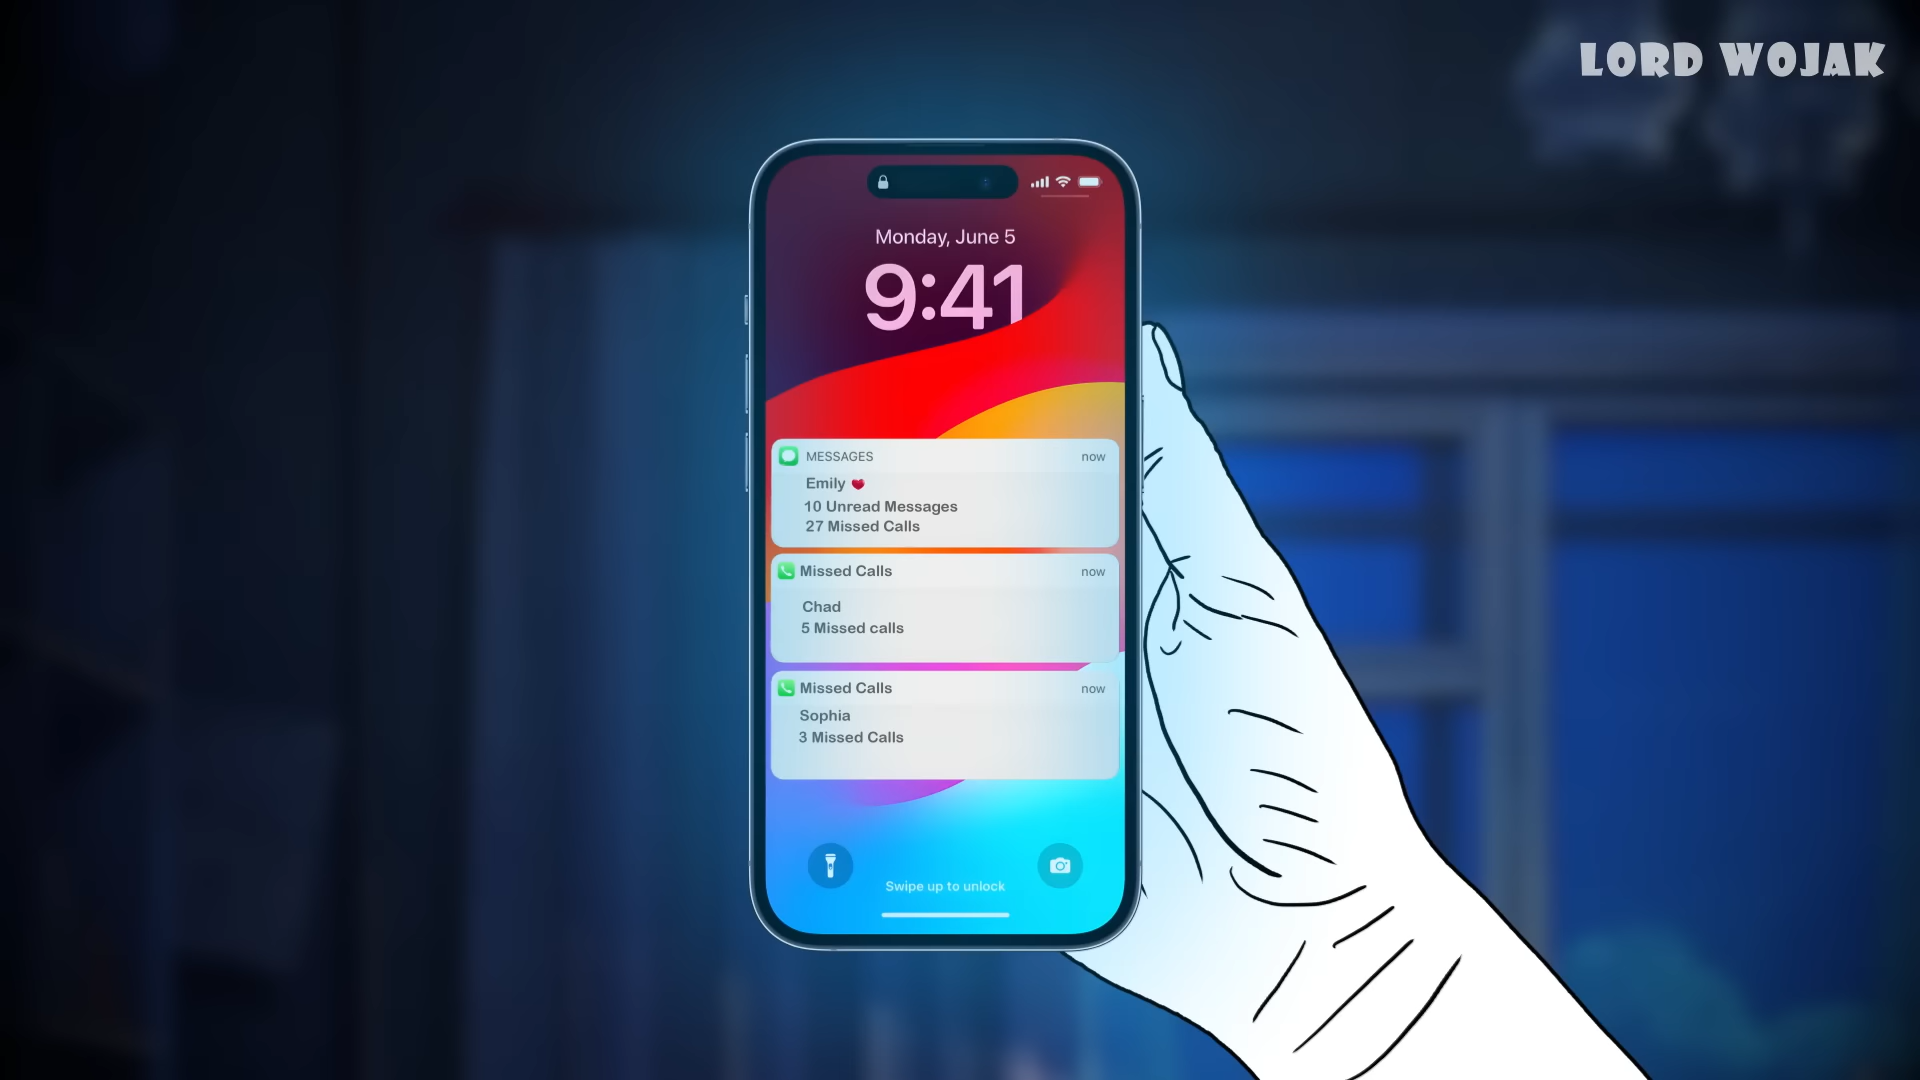 LORD WOJAK
Monday, June 5
9:41
MESSAGES now
Emily
10 Unread Messages
27 Missed Calls
Missed Calls now
Chad
5 Missed calls
Missed Calls now
Sophia
3 Missed Calls
Swipe up to unlock